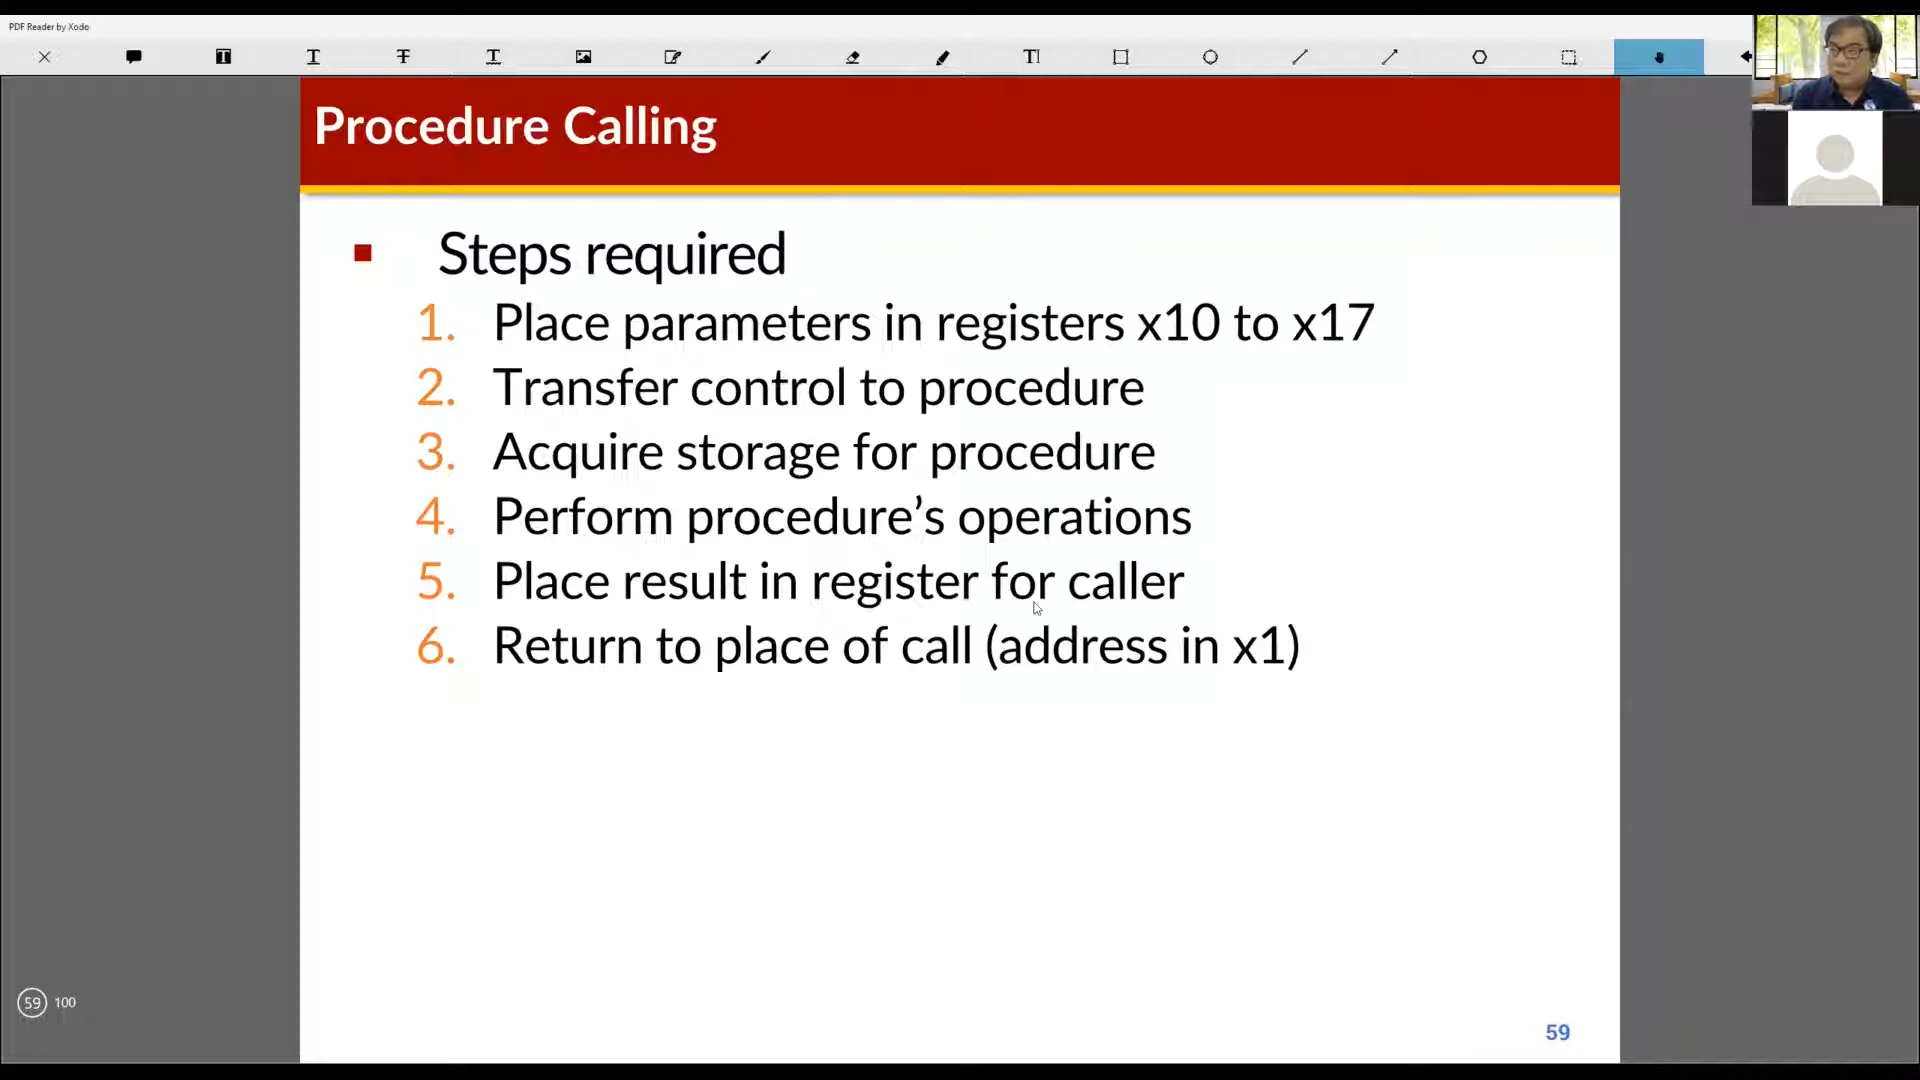 PDF Reader by Xodo
Procedure Calling
Steps required
1. Place parameters in registers x10 to x17
2. Transfer control to procedure
3. Acquire storage for procedure
4. Perform procedure’s operations
5. Place result in register for caller
6. Return to place of call (address in x1)
59 100
59